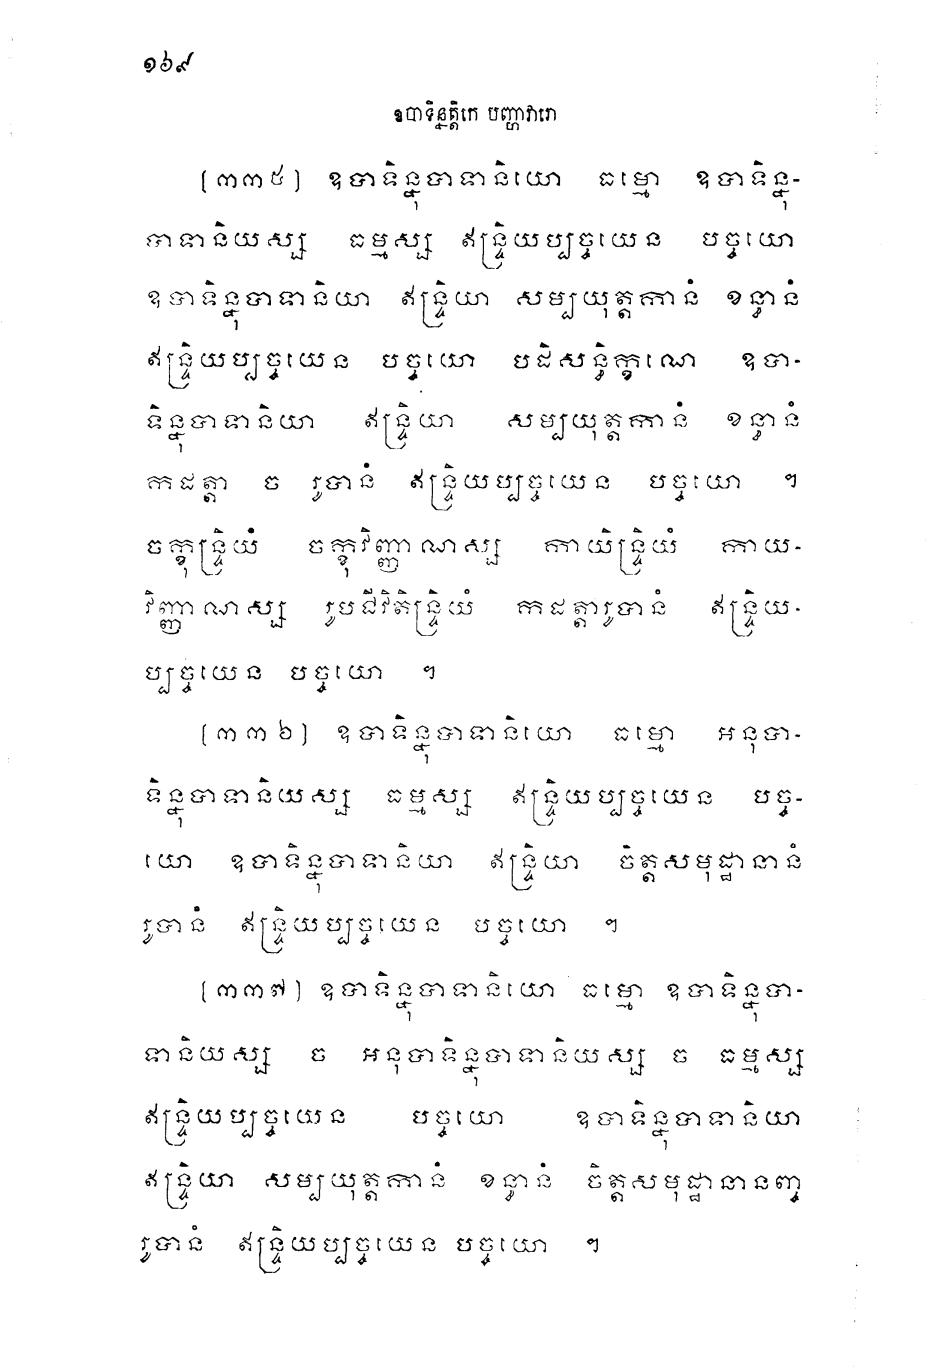 ១៦៩
ឧបាទិន្នត្តិកេ បញ្ហាវារោ
[៣៣៥] ឧបាទិន្នុបាទានិយោ ធម្មោ ឧបាទិន្នុ-
បាទានិយស្ស ធម្មស្ស ឥន្ទ្រិយប្បច្ចយេន បច្ចយោ
ឧបាទិន្នុបាទានិយា ឥន្ទ្រិយា សម្បយុត្តកានំ ខន្ធានំ
ឥន្ទ្រិយប្បច្ចយេន បច្ចយោ បដិសន្ធិក្ខណេ ឧបា-
ទិន្នុបាទានិយា ឥន្ទ្រិយា សម្បយុត្តកានំ ខន្ធានំ
កដត្តា ច រូបានំ ឥន្ទ្រិយប្បច្ចយេន បច្ចយោ ។
ចក្ខុន្ទ្រិយំ ចក្ខុវិញ្ញាណស្ស កាយិន្ទ្រិយំ កាយ-
វិញ្ញាណស្ស រូបជីវិតិន្ទ្រិយំ កដត្តារូបានំ ឥន្ទ្រិយ-
ប្បច្ចយេន បច្ចយោ ។
[៣៣៦] ឧបាទិន្នុបាទានិយោ ធម្មោ អនុបា-
ទិន្នុបាទានិយស្ស ធម្មស្ស ឥន្ទ្រិយប្បច្ចយេន បច្ច-
យោ ឧបាទិន្នុបាទានិយា ឥន្ទ្រិយា ចិត្តសមុដ្ឋានានំ
រូបានំ ឥន្ទ្រិយប្បច្ចយេន បច្ចយោ ។
[៣៣៧] ឧបាទិន្នុបាទានិយោ ធម្មោ ឧបាទិន្នុបា-
ទានិយស្ស ច អនុបាទិន្នុបាទានិយស្ស ច ធម្មស្ស
ឥន្ទ្រិយប្បច្ចយេន បច្ចយោ ឧបាទិន្នុបាទានិយា
ឥន្ទ្រិយា សម្បយុត្តកានំ ខន្ធានំ ចិត្តសមុដ្ឋានានញ្ច
រូបានំ ឥន្ទ្រិយប្បច្ចយេន បច្ចយោ ។